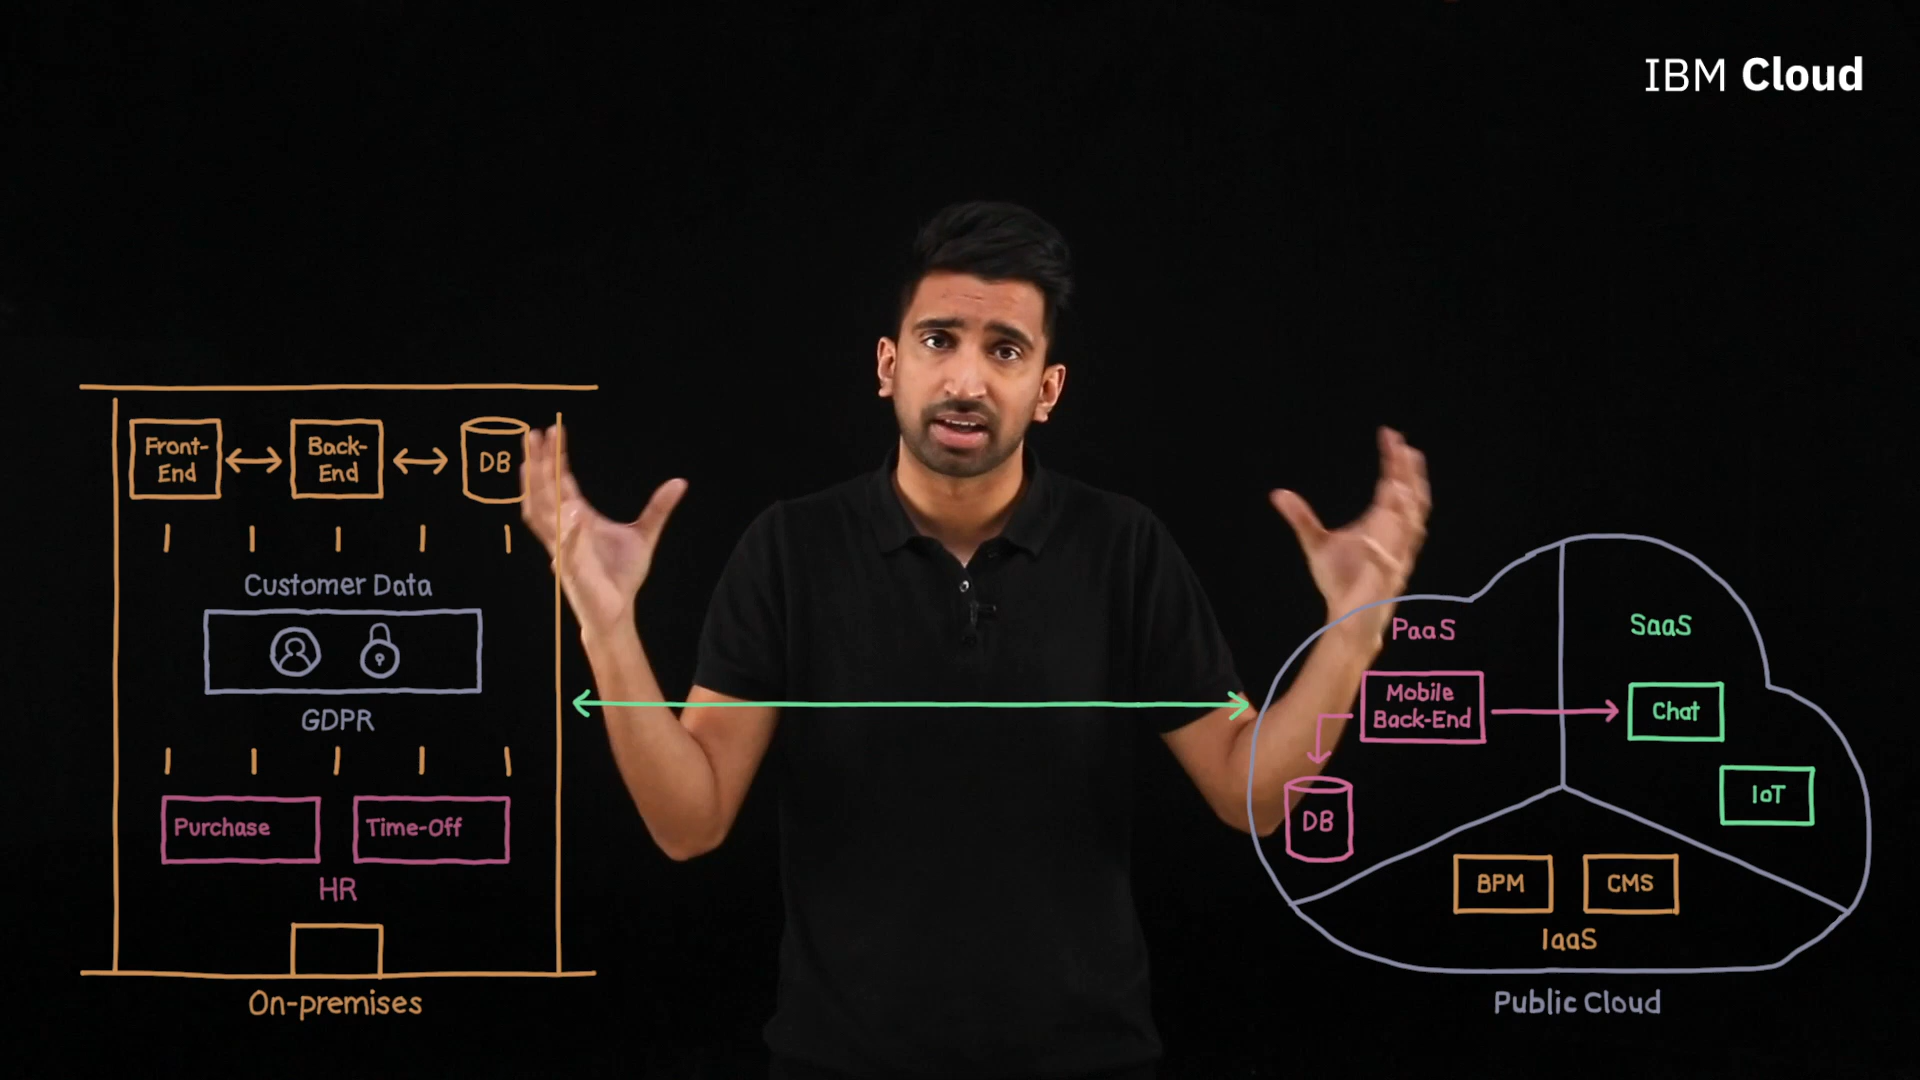 IBM Cloud
Front-
End
Back-
End
DB
Customer Data
GDPR
Purchase
Time-Off
HR
On-premises
PaaS
SaaS
Mobile
Back-End
Chat
DB
IoT
BPM
CMS
IaaS
Public Cloud